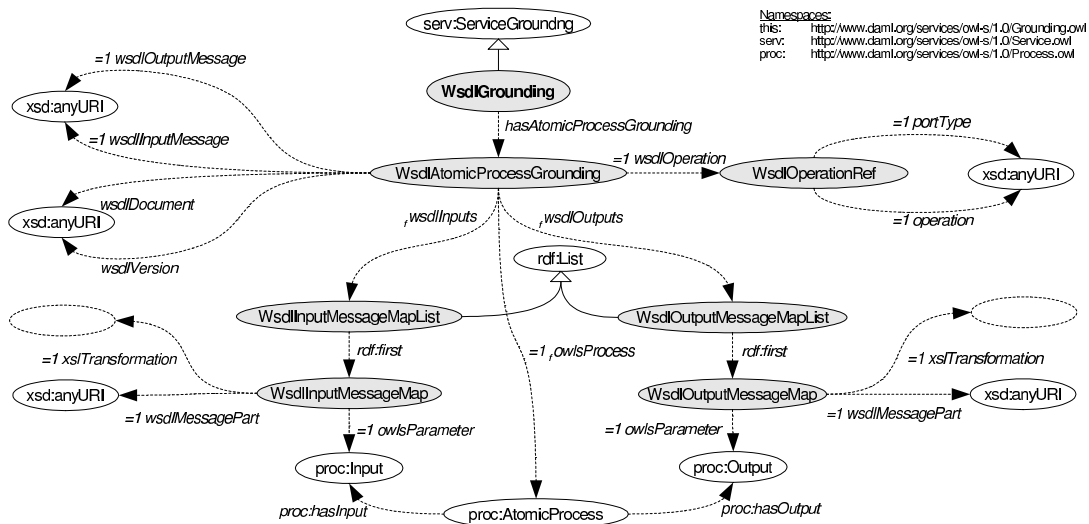 serv:ServiceGroundng
Namespaces:
this: http://www.daml.org/services/owl-s/1.0/Grounding.owl
serv: http://www.daml.org/services/owl-s/1.0/Service.owl
proc: http://www.daml.org/services/owl-s/1.0/Process.owl
WsdlGrounding
=1 wsdlOutputMessage
xsd:anyURI
=1 wsdlInputMessage
hasAtomicProcessGrounding
WsdlAtomicProcessGrounding
=1 wsdlOperation
WsdlOperationRef
=1 portType
xsd:anyURI
=1 operation
wsdlDocument
xsd:anyURI
wsdlVersion
f wsdlInputs
f wsdlOutputs
rdf:List
WsdlInputMessageMapList
WsdlOutputMessageMapList
rdf:first
rdf:first
=1 xslTransformation
=1 f owlsProcess
=1 xslTransformation
xsd:anyURI
WsdlInputMessageMap
WsdlOutputMessageMap
xsd:anyURI
=1 wsdlMessagePart
=1 wsdlMessagePart
=1 owlsParameter
=1 owlsParameter
proc:Input
proc:Output
proc:hasInput
proc:AtomicProcess
proc:hasOutput